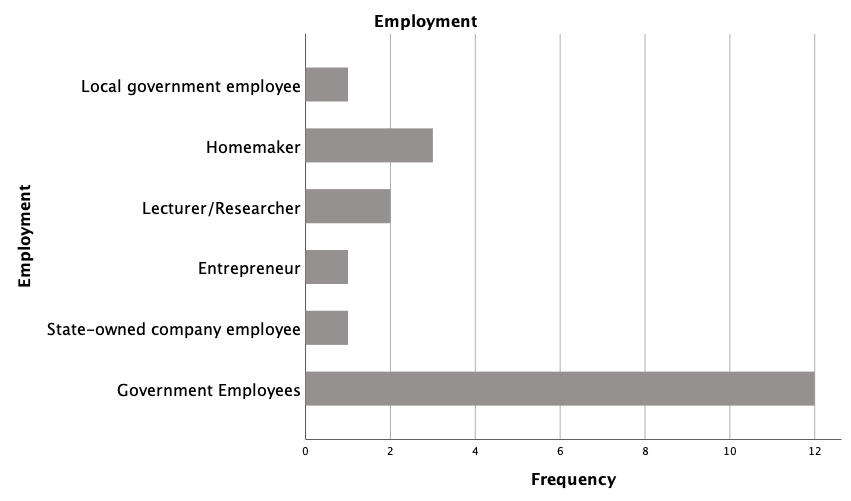 Employment
Employment
Local government employee
Homemaker
Lecturer/Researcher
Entrepreneur
State-owned company employee
Government Employees
0 2 4 6 8 10 12
Frequency